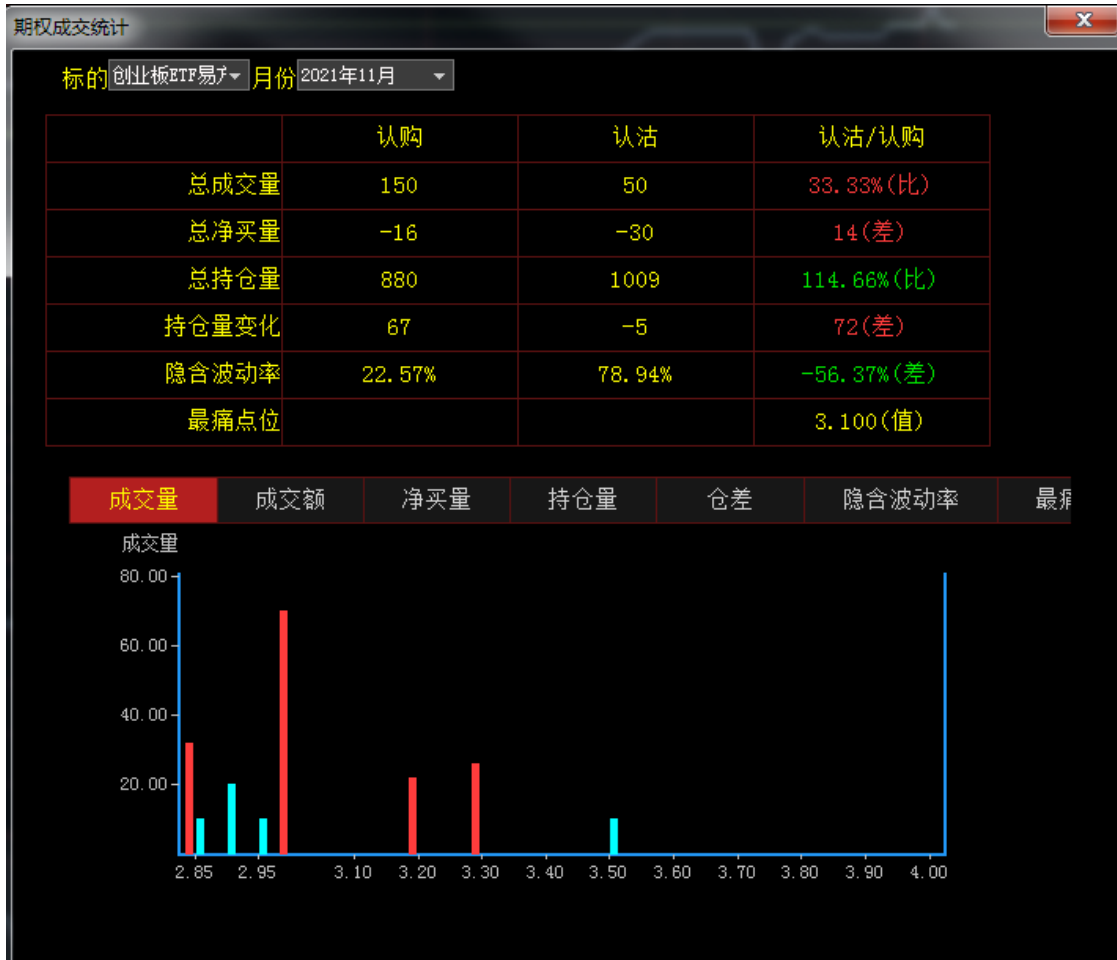 期权成交统计
标的 创业板ETF易 月份 2021年11月
认购 认沽 认沽/认购
总成交量 150 50 33.33%(比)
总净买量 -16 -30 14(差)
总持仓量 880 1009 114.66%(比)
持仓量变化 67 -5 72(差)
隐含波动率 22.57% 78.94% -56.37%(差)
最痛点位 3.100(值)
成交量 成交额 净买量 持仓量 仓差 隐含波动率 最
成交量
80.00
60.00
40.00
20.00
2.85 2.95 3.10 3.20 3.30 3.40 3.50 3.60 3.70 3.80 3.90 4.00